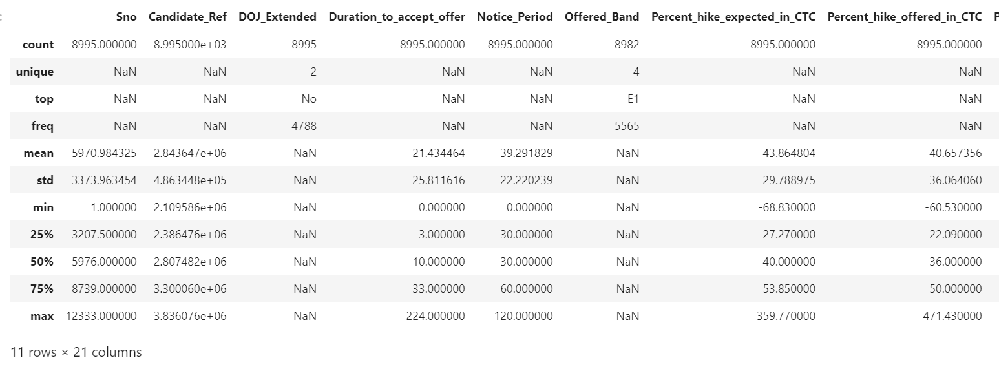 Sno Candidate_Ref DOJ_Extended Duration_to_accept_offer Notice_Period Offered_Band Percent_hike_expected_in_CTC Percent_hike_offered_in_CTC P
count 8995.000000 8.995000e+03 8995 8995.000000 8995.000000 8982 8995.000000 8995.000000
unique NaN NaN 2 NaN NaN 4 NaN NaN
top NaN NaN No NaN NaN E1 NaN NaN
freq NaN NaN 4788 NaN NaN 5565 NaN NaN
mean 5970.984325 2.843647e+06 NaN 21.434464 39.291829 NaN 43.864804 40.657356
std 3373.963454 4.863448e+05 NaN 25.811616 22.220239 NaN 29.788975 36.064060
min 1.000000 2.109586e+06 NaN 0.000000 0.000000 NaN -68.830000 -60.530000
25% 3207.500000 2.386476e+06 NaN 3.000000 30.000000 NaN 27.270000 22.090000
50% 5976.000000 2.807482e+06 NaN 10.000000 30.000000 NaN 40.000000 36.000000
75% 8739.000000 3.300060e+06 NaN 33.000000 60.000000 NaN 53.850000 50.000000
max 12333.000000 3.836076e+06 NaN 224.000000 120.000000 NaN 359.770000 471.430000
11 rows × 21 columns